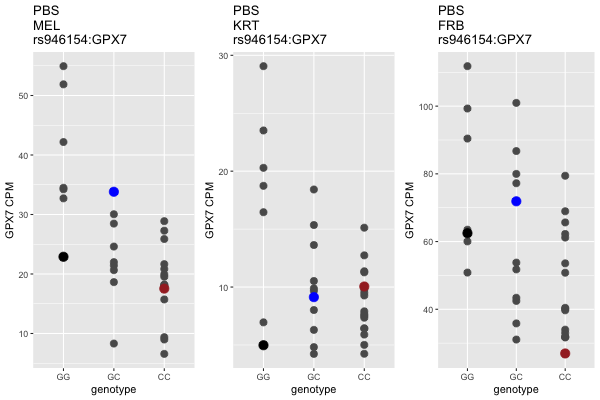 PBS
MEL
rs946154:GPX7
GPX7 CPM
50
40
30
20
10
GG GC CC
genotype
PBS
KRT
rs946154:GPX7
GPX7 CPM
30
20
10
GG GC CC
genotype
PBS
FRB
rs946154:GPX7
GPX7 CPM
100
80
60
40
GG GC CC
genotype